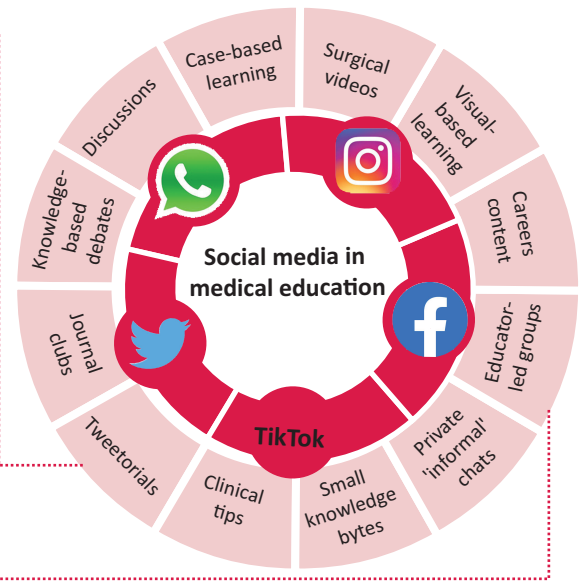 Case-based
learning
Surgical
videos
Visual-
based
learning
Careers
content
Educator-
led groups
Private
'informal'
chats
Small
knowledge
bytes
Clinical
tips
Tweetorials
Journal
clubs
Knowledge-
based
debates
Discussions
Social media in
medical education
TikTok